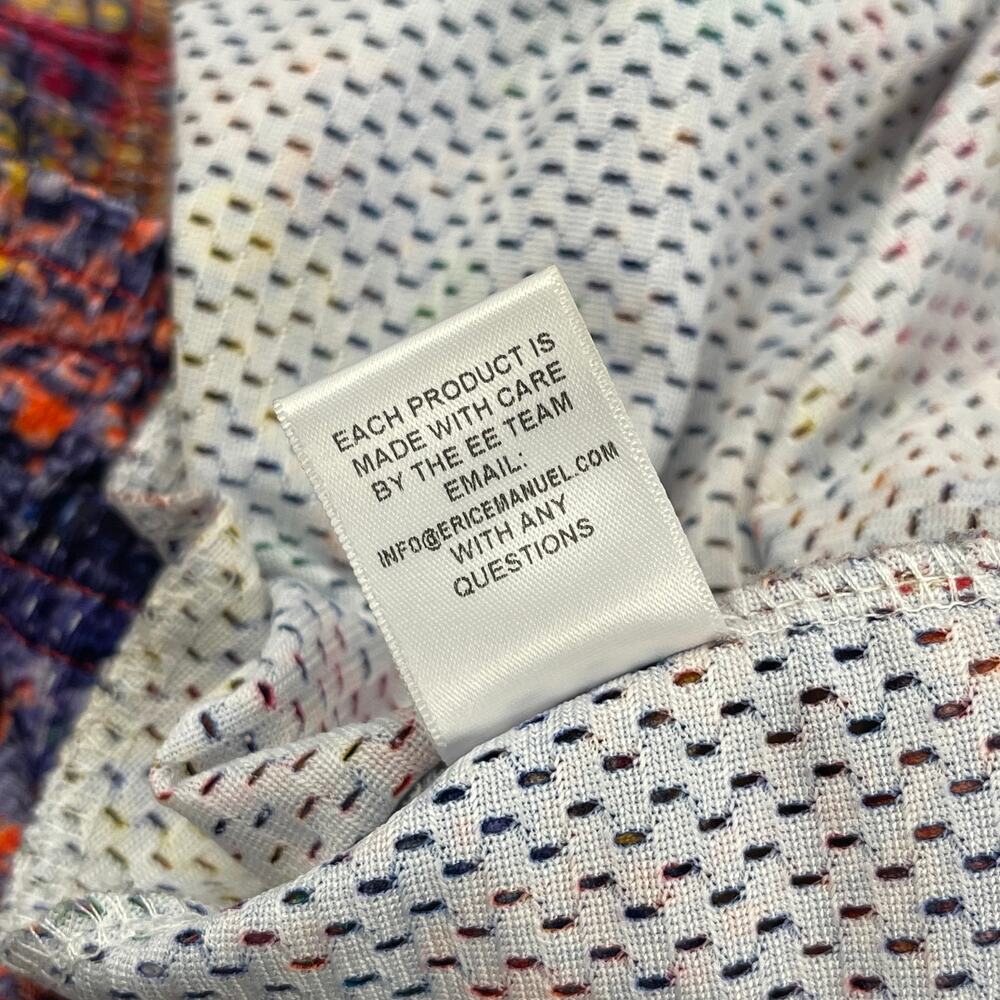 EACH PRODUCT IS
MADE WITH CARE
BY THE EE TEAM
EMAIL:
INFO@ERICEMANUEL.COM
WITH ANY
QUESTIONS